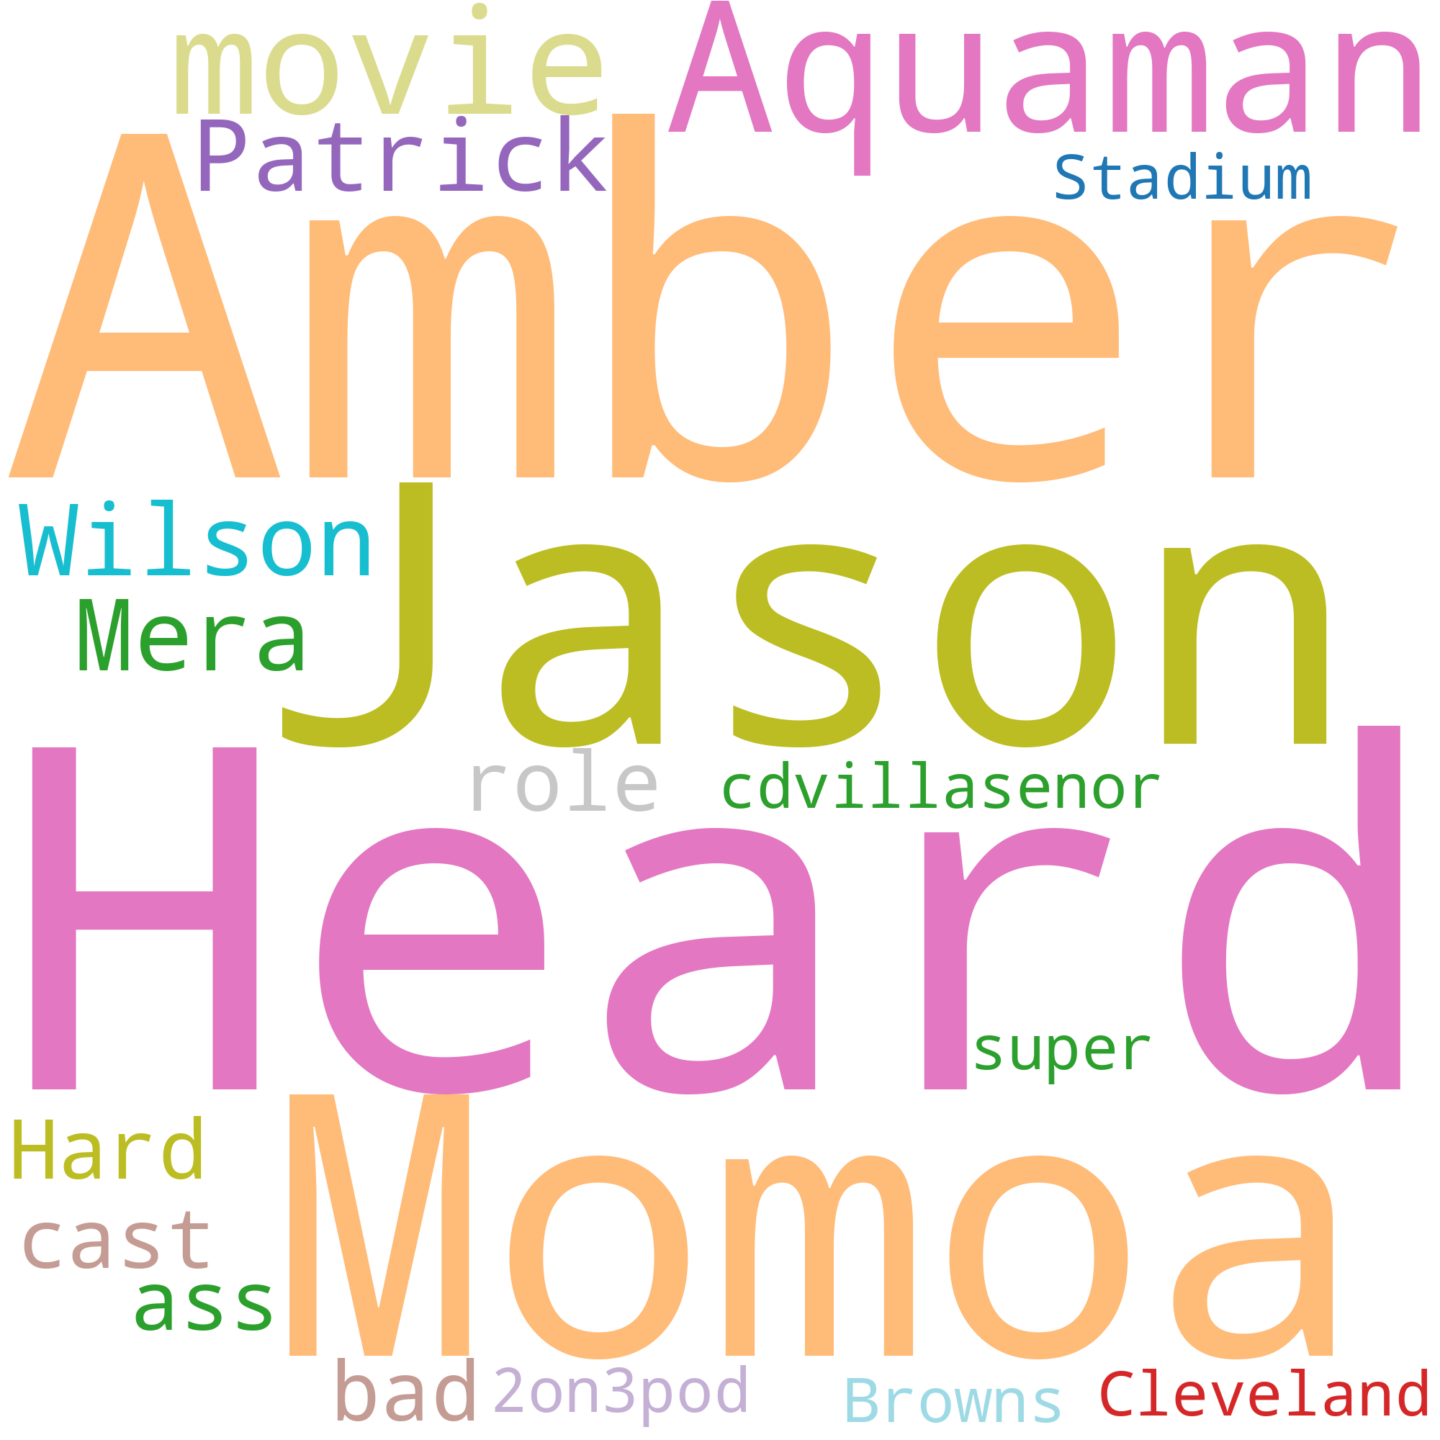 movie Aquaman
Patrick Stadium
Amber
Wilson
Jason
Mera
role cdvillasenor
Heard
super
Hard Momoa
cast
ass
bad 2on3pod Browns Cleveland